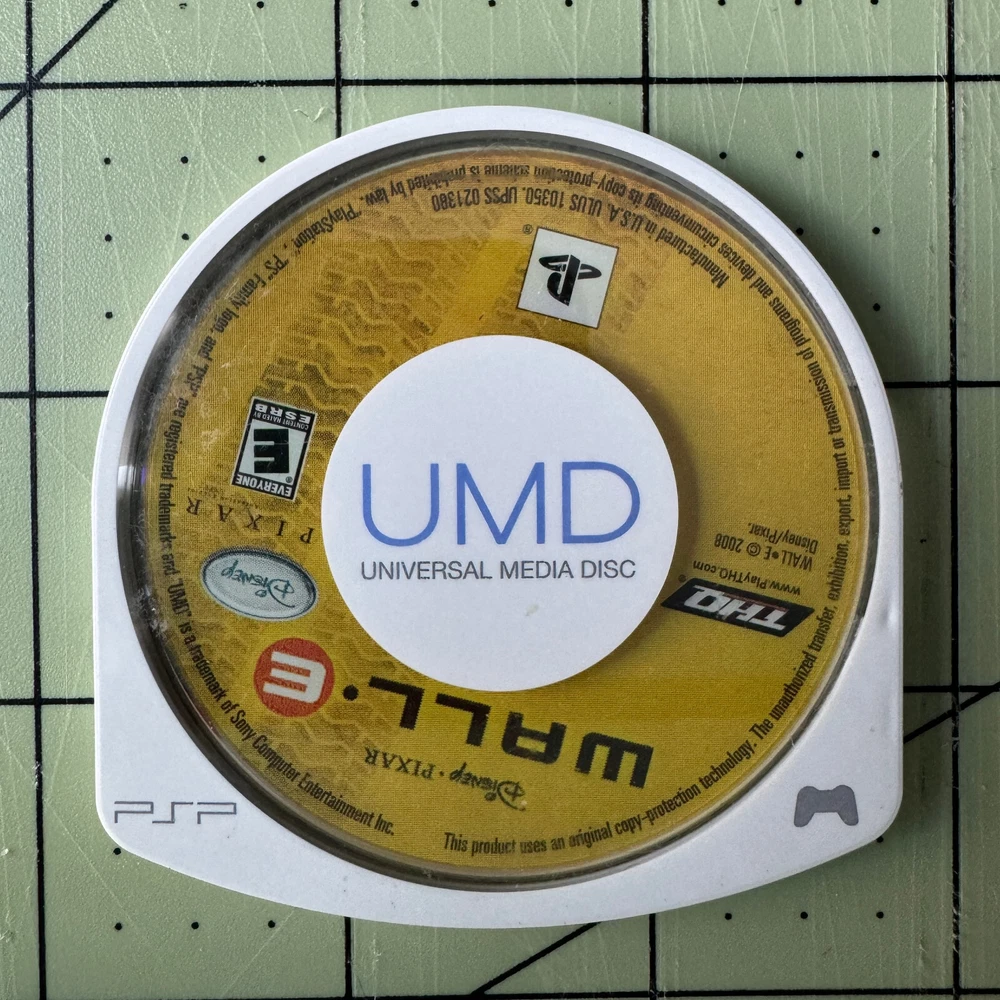 UMD
UNIVERSAL MEDIA DISC
PSP
DISNEY · PIXAR
WALL•E
THQ®
www.PlayTHQ.com
WALL•E © 2008
Disney/Pixar.
DISNEY
PIXAR
EVERYONE
E
CONTENT RATED BY
ESRB
®
Manufactured in U.S.A. ULUS 10350. UPSS 021380
This product uses an original copy-protection technology. The unauthorized transfer, exhibition, export, import or transmission of programs and devices circumventing its copy-protection scheme is prohibited by law. "PlayStation", "PS" Family logo, and "PSP" are registered trademarks and "UMD" is a trademark of Sony Computer Entertainment Inc.